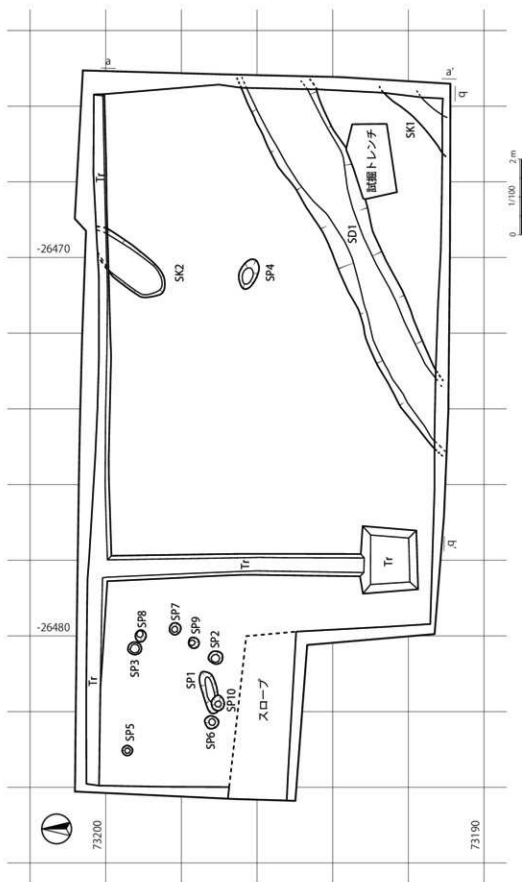 a
a'
b
Tr
SK1
試掘トレンチ
SD1
SK2
SP4
-26470
0
1/100
2 m
b'
Tr
Tr
Tr
-26480
SP8
SP3
SP7
SP9
SP2
SP1
SP10
SP6
SP5
スロープ
73200
73190